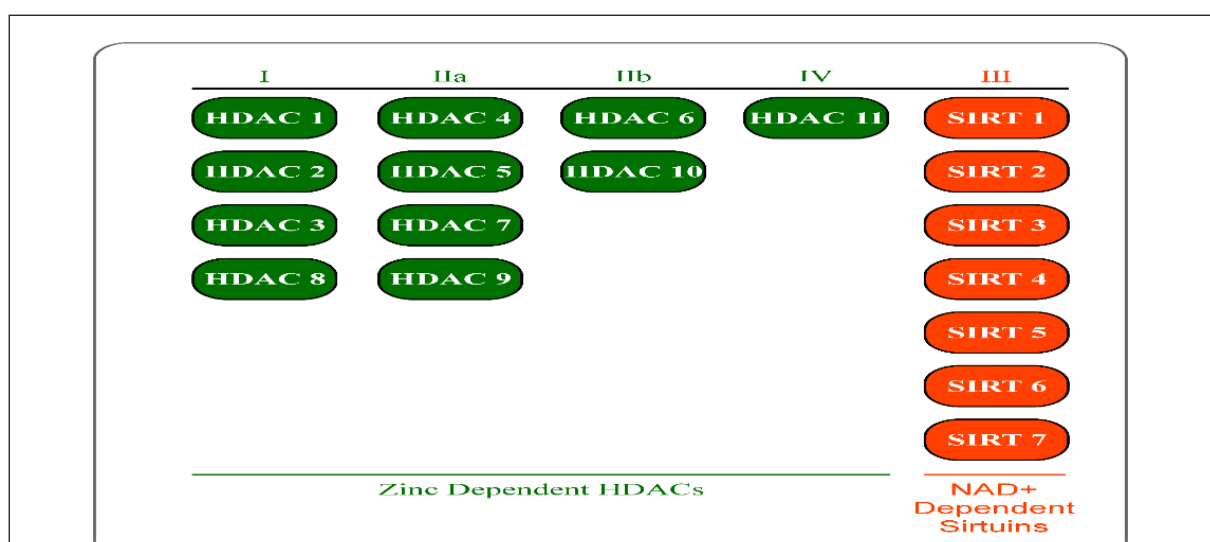 I IIa IIb IV III
HDAC 1 HDAC 4 HDAC 6 HDAC 11 SIRT 1
HDAC 2 HDAC 5 HDAC 10 SIRT 2
HDAC 3 HDAC 7 SIRT 3
HDAC 8 HDAC 9 SIRT 4
SIRT 5
SIRT 6
SIRT 7
Zinc Dependent HDACs
NAD+
Dependent
Sirtuins